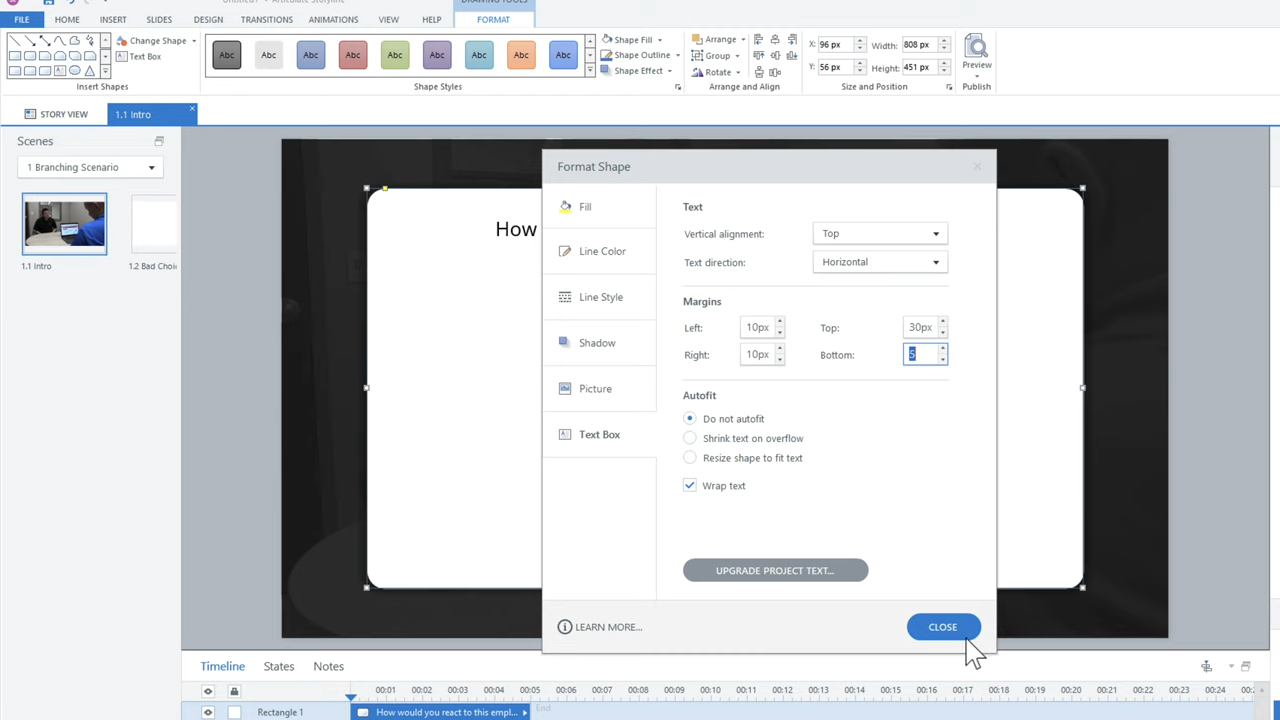 Untitled1 - Articulate Storyline
DRAWING TOOLS
FILE HOME INSERT SLIDES DESIGN TRANSITIONS ANIMATIONS VIEW HELP FORMAT
Change Shape
Text Box
Insert Shapes
Abc Abc Abc Abc Abc Abc Abc Abc Abc
Shape Styles
Shape Fill
Shape Outline
Shape Effect
Arrange
Group
Rotate
Arrange and Align
X: 96 px Width: 808 px
Y: 56 px Height: 451 px
Size and Position
Preview
Publish
STORY VIEW 1.1 Intro
Scenes
1 Branching Scenario
1.1 Intro 1.2 Bad Choic
How
Format Shape
Fill
Line Color
Line Style
Shadow
Picture
Text Box
Text
Vertical alignment: Top
Text direction: Horizontal
Margins
Left: 10px Top: 30px
Right: 10px Bottom: 5
Autofit
Do not autofit
Shrink text on overflow
Resize shape to fit text
Wrap text
UPGRADE PROJECT TEXT...
LEARN MORE... CLOSE
Timeline States Notes
00:01 00:02 00:03 00:04 00:05 00:06 00:07 00:08 00:09 00:10 00:11 00:12 00:13 00:14 00:15 00:16 00:17 00:18 00:19 00:20 00:21 00:22 00:23 00:24 00:2
Rectangle 1 How would you react to this empl... End